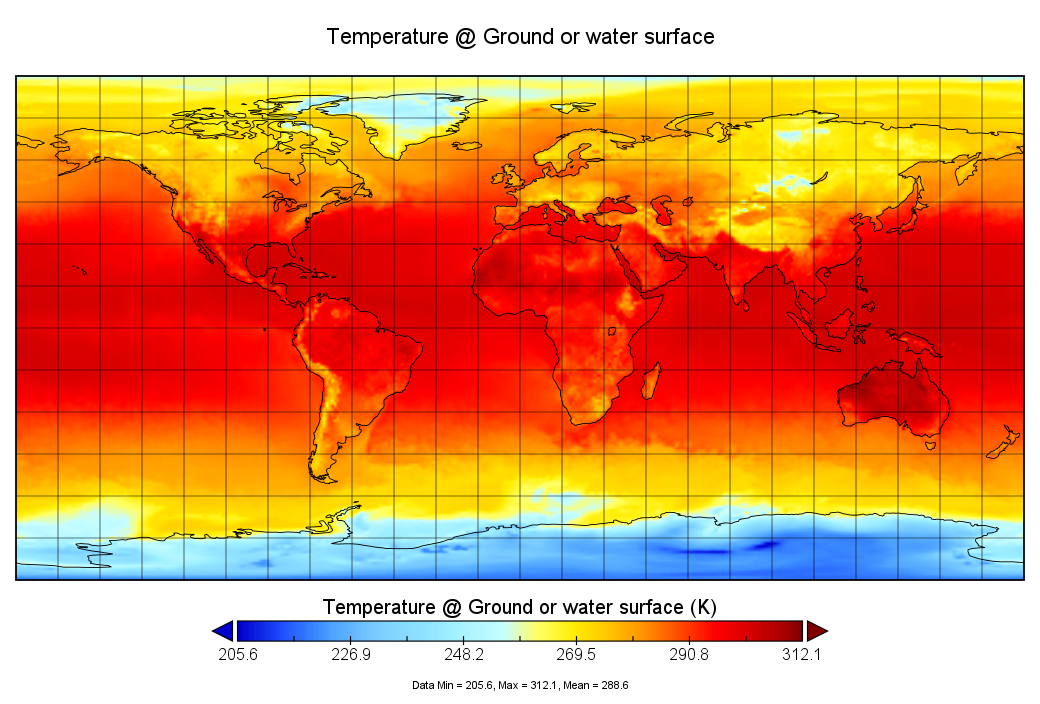 Temperature @ Ground or water surface
Temperature @ Ground or water surface (K)
205.6 226.9 248.2 269.5 290.8 312.1
Data Min = 205.6, Max = 312.1, Mean = 288.6